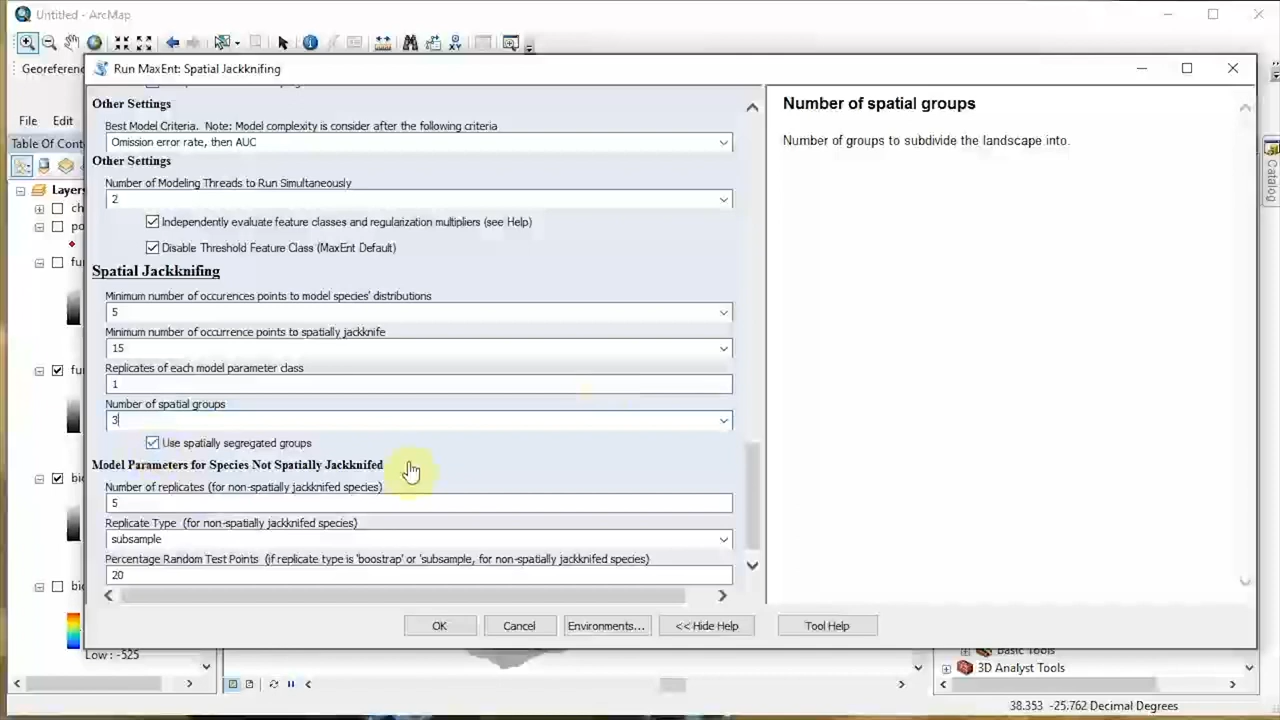 Untitled - ArcMap
Run MaxEnt: Spatial Jackknifing
File Edit
Table Of
Layers
Low : -525
Other Settings
Best Model Criteria. Note: Model complexity is consider after the following criteria
Omission error rate, then AUC
Other Settings
Number of Modeling Threads to Run Simultaneously
2
Independently evaluate feature classes and regularization multipliers (see Help)
Disable Threshold Feature Class (MaxEnt Default)
Spatial Jackknifing
Minimum number of occurences points to model species' distributions
5
Minimum number of occurrence points to spatially jackknife
15
Replicates of each model parameter class
1
Number of spatial groups
3
Use spatially segregated groups
Model Parameters for Species Not Spatially Jackknifed
Number of replicates (for non-spatially jackknifed species)
5
Replicate Type (for non-spatially jackknifed species)
subsample
Percentage Random Test Points (if replicate type is 'boostrap' or 'subsample, for non-spatially jackknifed species)
20
OK
Cancel
Environments...
<< Hide Help
Tool Help
Number of spatial groups
Number of groups to subdivide the landscape into.
Catalog
Basic Tools
3D Analyst Tools
38.353 -25.762 Decimal Degrees